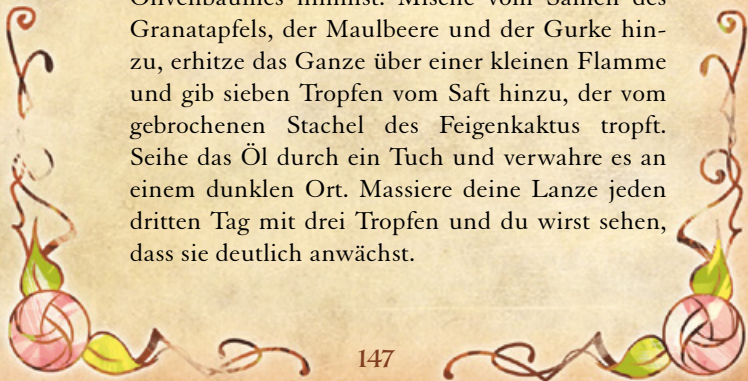 Olivenbaumes nimmst. Mische vom Samen des
Granatapfels, der Maulbeere und der Gurke hin-
zu, erhitze das Ganze über einer kleinen Flamme
und gib sieben Tropfen vom Saft hinzu, der vom
gebrochenen Stachel des Feigenkaktus tropft.
Seihe das Öl durch ein Tuch und verwahre es an
einem dunklen Ort. Massiere deine Lanze jeden
dritten Tag mit drei Tropfen und du wirst sehen,
dass sie deutlich anwächst.
147